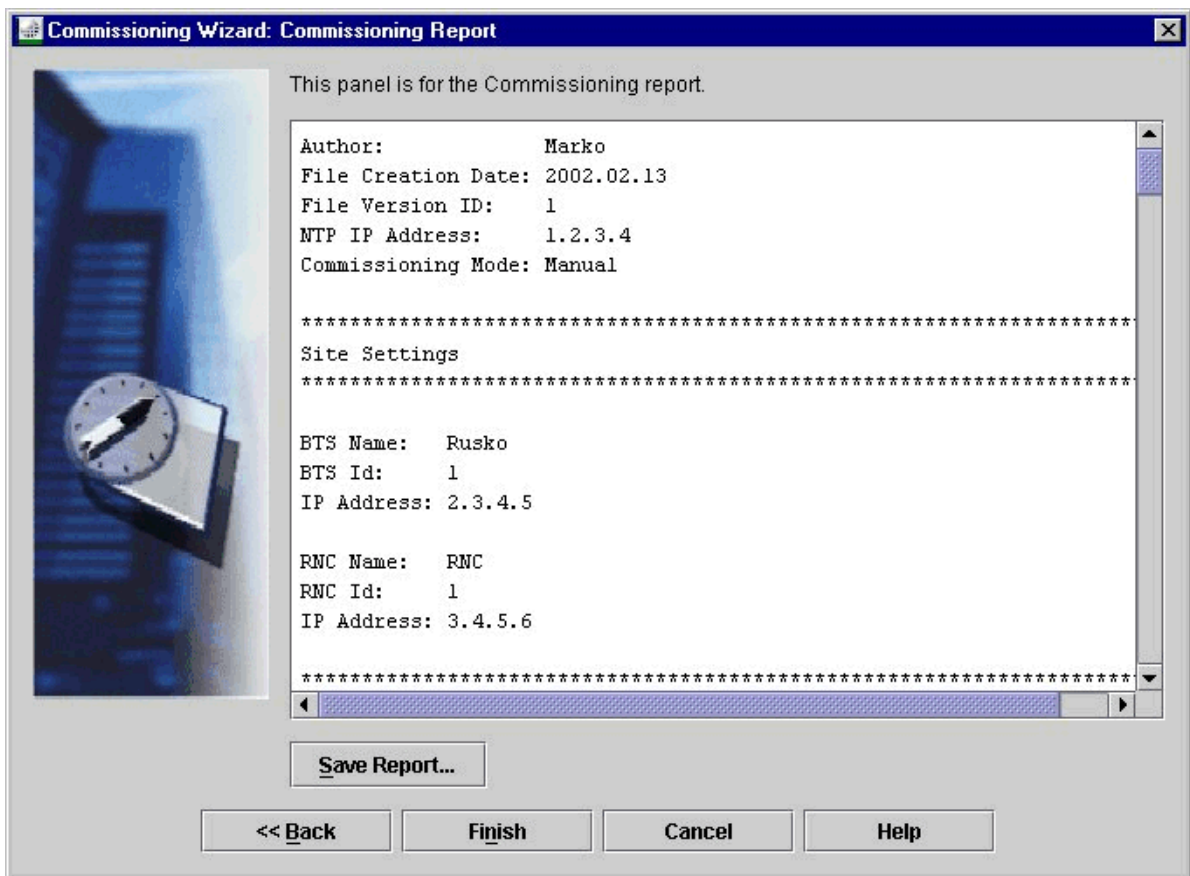 Commissioning Wizard: Commissioning Report
This panel is for the Commissioning report.
Author: Marko
File Creation Date: 2002.02.13
File Version ID: 1
NTP IP Address: 1.2.3.4
Commissioning Mode: Manual
********************************************************************
Site Settings
********************************************************************
BTS Name: Rusko
BTS Id: 1
IP Address: 2.3.4.5
RNC Name: RNC
RNC Id: 1
IP Address: 3.4.5.6
********************************************************************
Save Report...
<< Back Finish Cancel Help